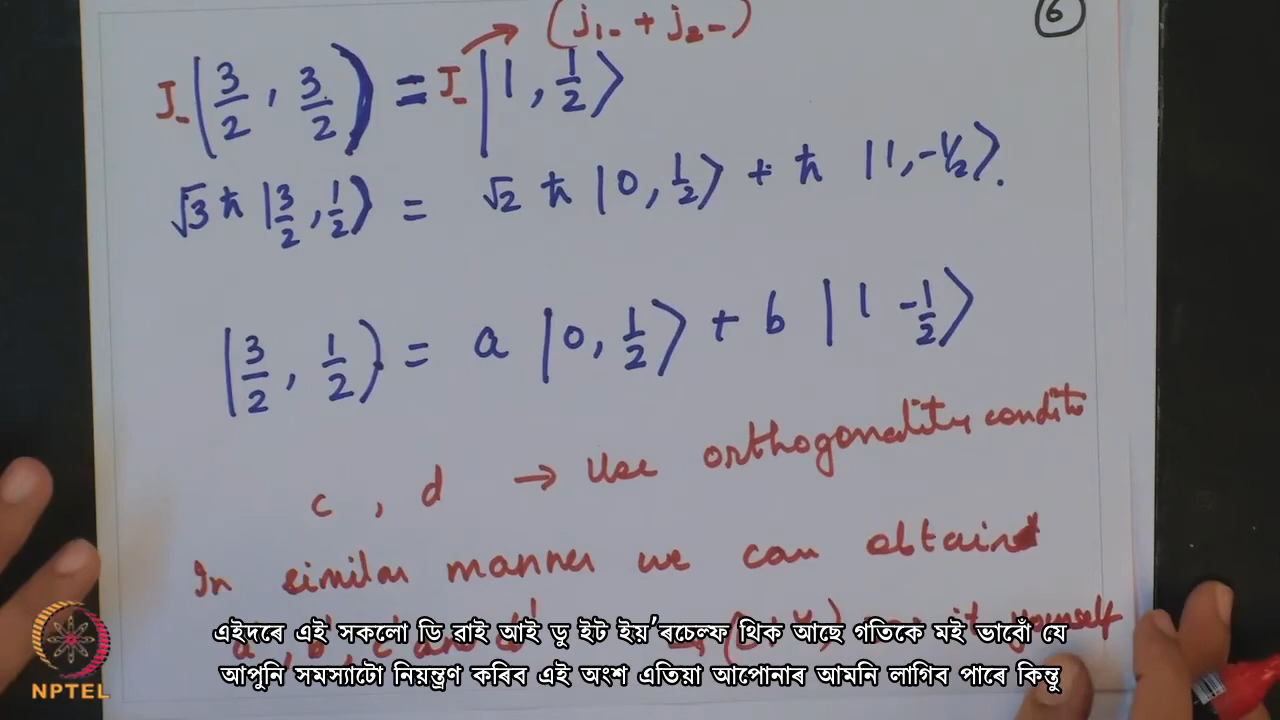 6
(j₁₋ + j₂₋)
J₋ |3/2, 3/2) = J₋ |1, 1/2⟩
√3 ħ |3/2, 1/2) = √2 ħ |0, 1/2⟩ + ħ |1, -1/2⟩.
|3/2, 1/2) = a |0, 1/2⟩ + b |1 -1/2⟩
c, d → Use orthogonality conditio
In similar manner we can obtain
yourself
এইদৰে এই সকলো ডি ৱাই আই ডু ইট ইয়'ৰচেল্ফ থিক আছে গতিকে মই ভাবোঁ যে
আপুনি সমস্যাটো নিয়ন্ত্ৰণ কৰিব এই অংশ এতিয়া আপোনাৰ আমনি লাগিব পাৰে কিন্তু
NPTEL